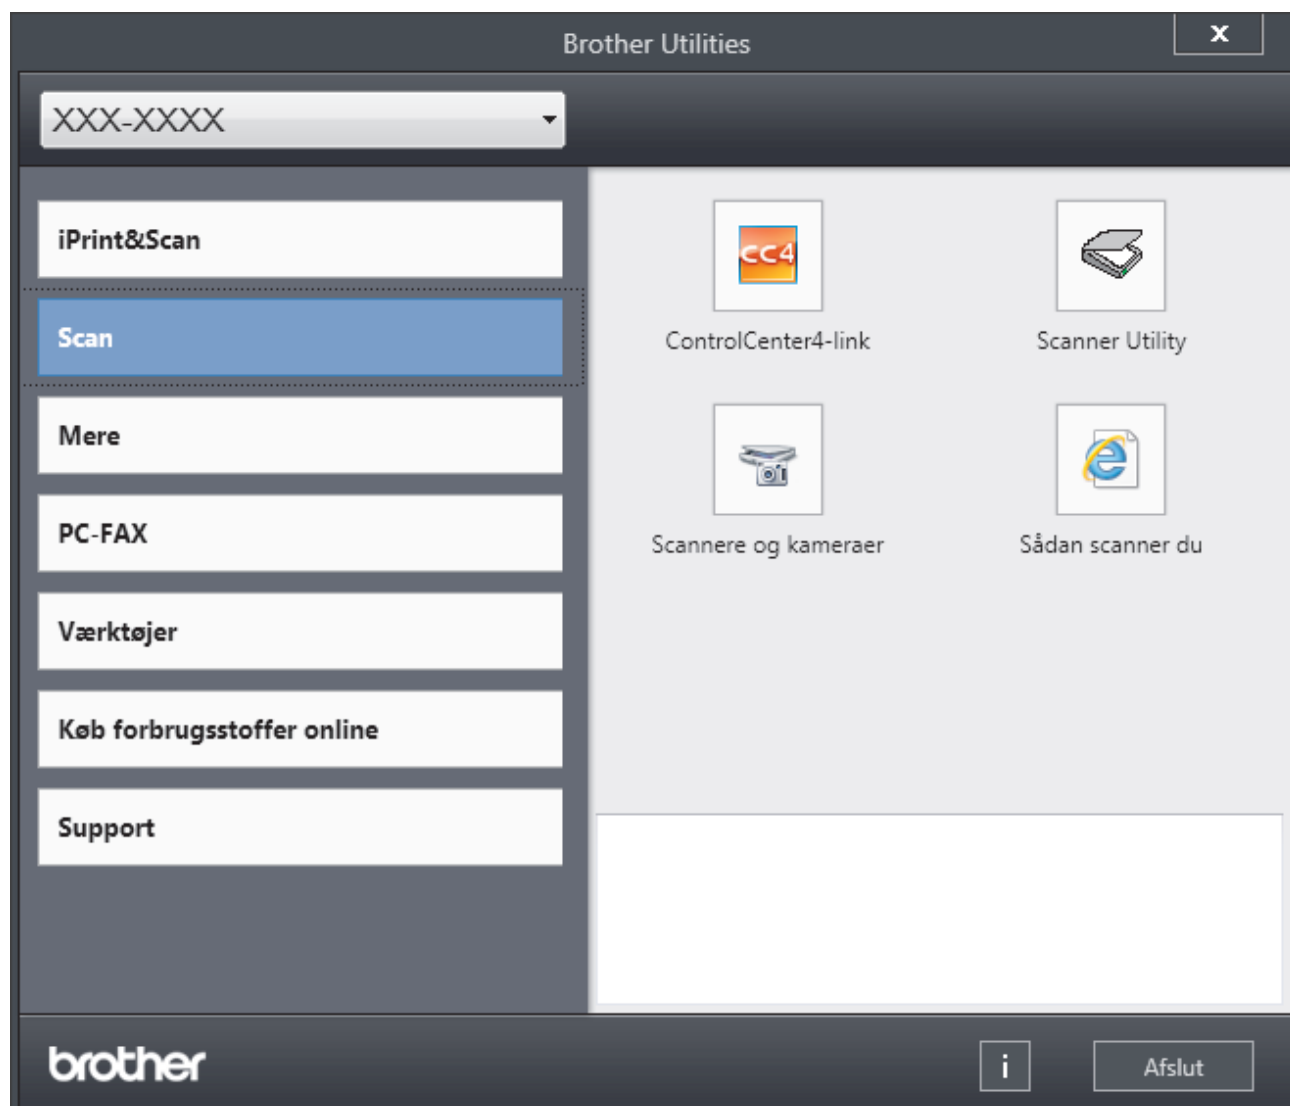 Brother Utilities
x
XXX-XXXX
iPrint&Scan
Scan
Mere
PC-FAX
Værktøjer
Køb forbrugsstoffer online
Support
CC4
ControlCenter4-link
Scanner Utility
Scannere og kameraer
Sådan scanner du
brother
i
Afslut